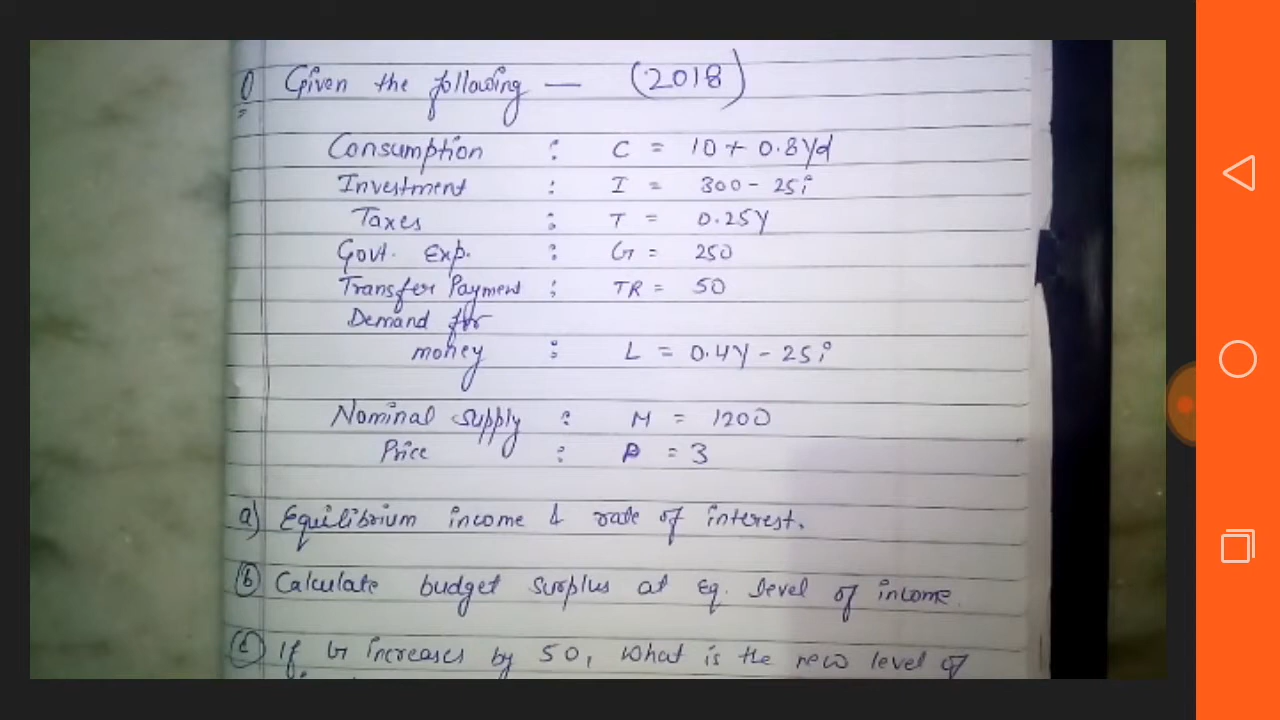 Q Given the following — (2018)
Consumption : C = 10 + 0.8Yd
Investment : I = 300 - 25i
Taxes : T = 0.25Y
Govt. Exp. : G = 250
Transfer Payment : TR = 50
Demand for
money : L = 0.4Y - 25i
Nominal supply : M = 1200
Price : P = 3
a) Equilibrium income & rate of interest.
(b) Calculate budget surplus at Eq. level of income.
(c) If G increases by 50, What is the new level of